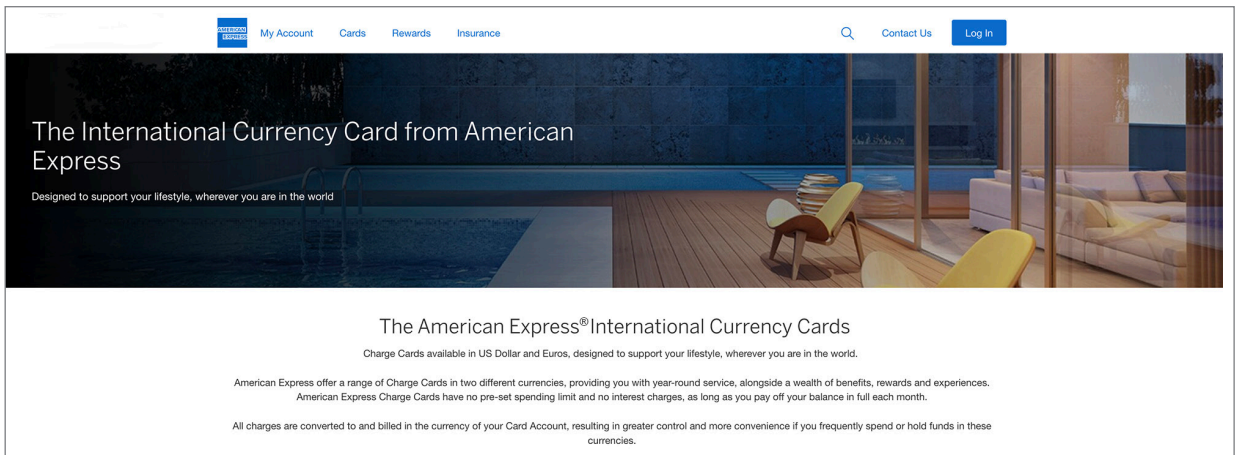 AMERICAN
EXPRESS
My Account
Cards
Rewards
Insurance
Contact Us
Log In
The International Currency Card from American
Express
Designed to support your lifestyle, wherever you are in the world
The American Express® International Currency Cards
Charge Cards available in US Dollar and Euros, designed to support your lifestyle, wherever you are in the world.
American Express offer a range of Charge Cards in two different currencies, providing you with year-round service, alongside a wealth of benefits, rewards and experiences.
American Express Charge Cards have no pre-set spending limit and no interest charges, as long as you pay off your balance in full each month.
All charges are converted to and billed in the currency of your Card Account, resulting in greater control and more convenience if you frequently spend or hold funds in these
currencies.